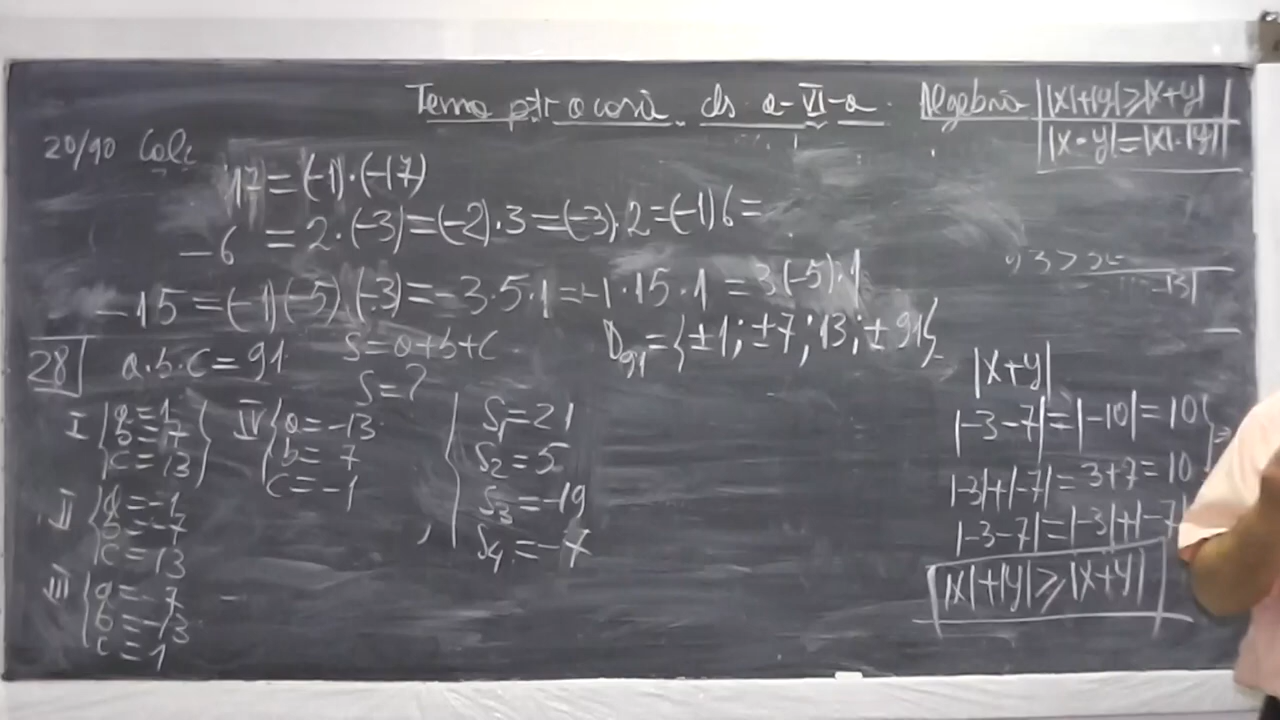 Tema ptr acasă cls a-VI-a Algebră
|x|+|y|⩾|x+y|
|x·y|=|x|·|y|
20/90
17=(-1)·(-17)
-6 = 2·(-3)=(-2)·3=(-3)·2=(-1)6=
-15=(-1)(-5)·(-3)=-3·5·1=-1·15·1=3(-5)·1
28 a·b·c=91 S=a+b+c
S=?
D91={±1;±7;13;±91}
I {a=1
b=7
c=13}
II {a=-1
b=-7
c=13
III {a=-7
b=-13
c=1
IV {a=-13
b=7
c=-1
S1=21
S2=5
S3=-19
S4=-7
|x+y|
|-3-7|=|-10|=10
|-3|+|-7|=3+7=10
|-3-7|=|-3|+|-7|
|x|+|y|⩾|x+y|